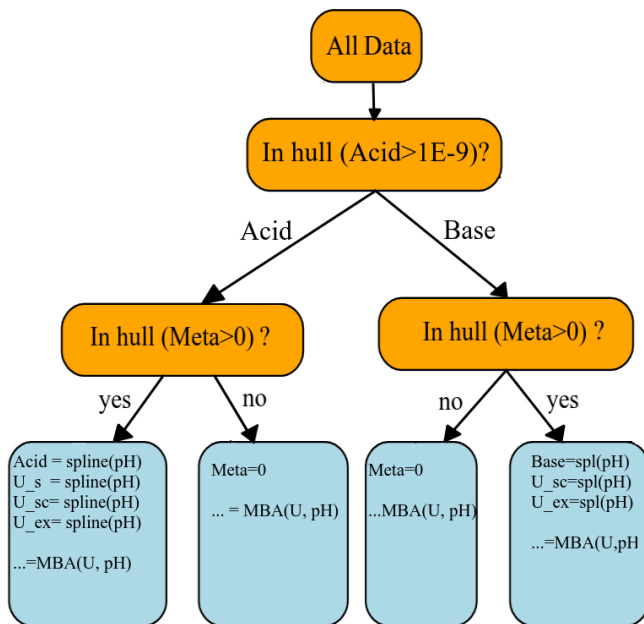 All Data
In hull (Acid>1E-9)?
Acid
Base
In hull (Meta>0) ?
In hull (Meta>0) ?
yes
no
no
yes
Acid = spline(pH)
U_s = spline(pH)
U_sc= spline(pH)
U_ex= spline(pH)
...=MBA(U, pH)
Meta=0
... = MBA(U, pH)
Meta=0
...MBA(U, pH)
Base=spl(pH)
U_sc=spl(pH)
U_ex=spl(pH)
...=MBA(U,pH